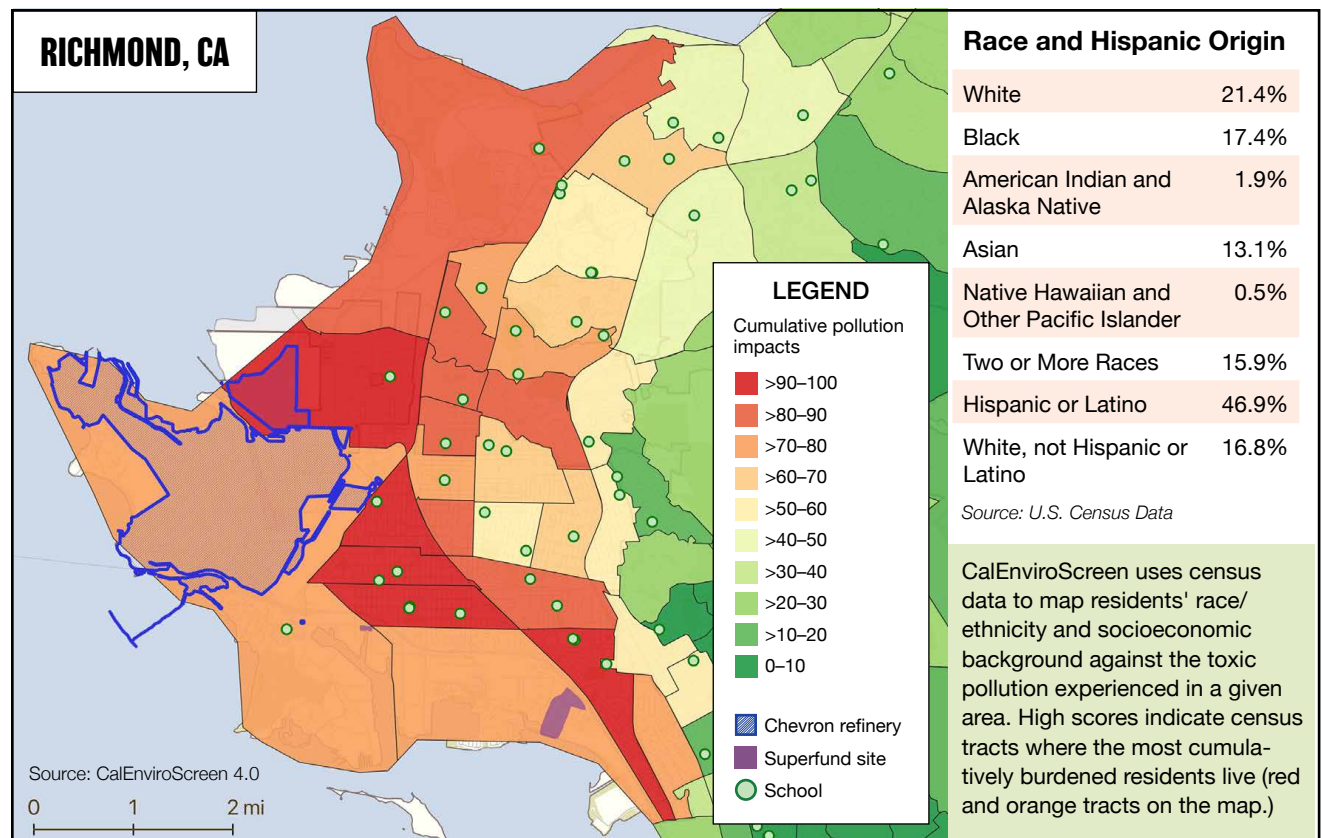 RICHMOND, CA
Source: CalEnviroScreen 4.0
0 1 2 mi
LEGEND
Cumulative pollution
impacts
>90–100
>80–90
>70–80
>60–70
>50–60
>40–50
>30–40
>20–30
>10–20
0–10
Chevron refinery
Superfund site
School
Race and Hispanic Origin
White 21.4%
Black 17.4%
American Indian and 1.9%
Alaska Native
Asian 13.1%
Native Hawaiian and 0.5%
Other Pacific Islander
Two or More Races 15.9%
Hispanic or Latino 46.9%
White, not Hispanic or 16.8%
Latino
Source: U.S. Census Data
CalEnviroScreen uses census
data to map residents' race/
ethnicity and socioeconomic
background against the toxic
pollution experienced in a given
area. High scores indicate census
tracts where the most cumula-
tively burdened residents live (red
and orange tracts on the map.)